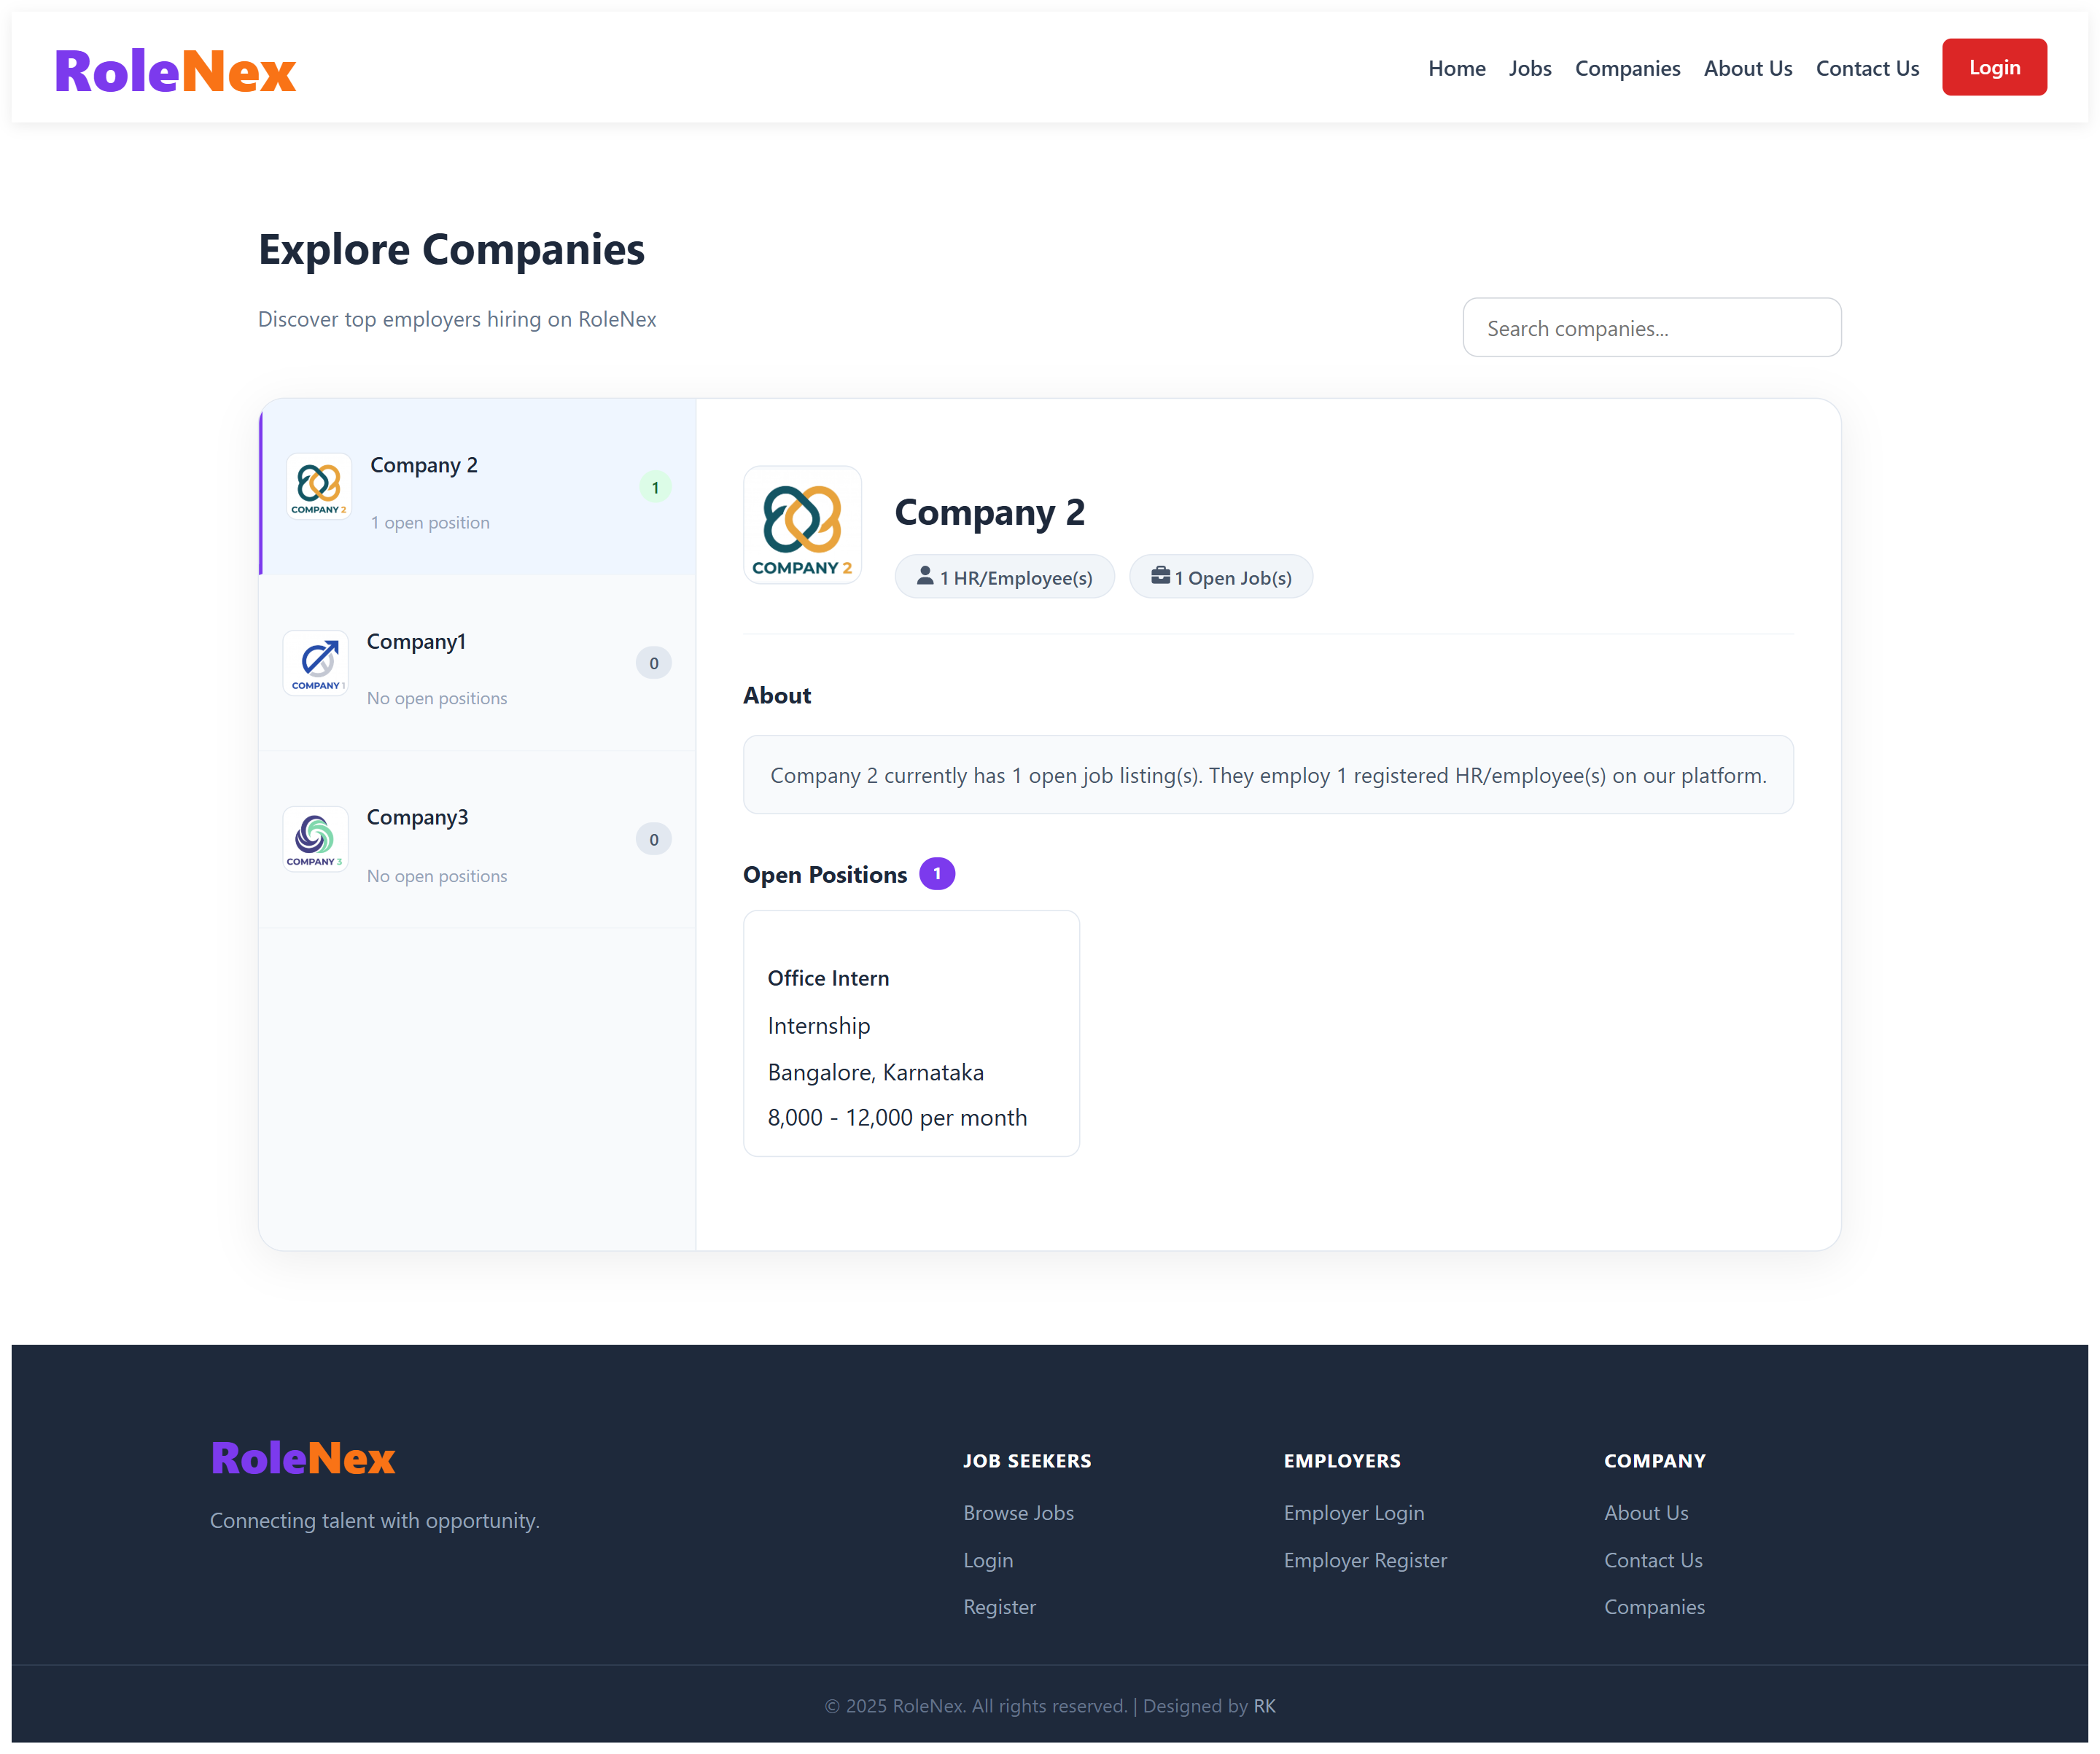 RoleNex
Home Jobs Companies About Us Contact Us Login
Explore Companies
Discover top employers hiring on RoleNex
Search companies...
COMPANY 2
Company 2
1 open position
1
COMPANY 1
Company1
No open positions
0
COMPANY 3
Company3
No open positions
0
COMPANY 2
Company 2
1 HR/Employee(s) 1 Open Job(s)
About
Company 2 currently has 1 open job listing(s). They employ 1 registered HR/employee(s) on our platform.
Open Positions 1
Office Intern
Internship
Bangalore, Karnataka
8,000 - 12,000 per month
RoleNex
Connecting talent with opportunity.
JOB SEEKERS
Browse Jobs
Login
Register
EMPLOYERS
Employer Login
Employer Register
COMPANY
About Us
Contact Us
Companies
© 2025 RoleNex. All rights reserved. | Designed by RK